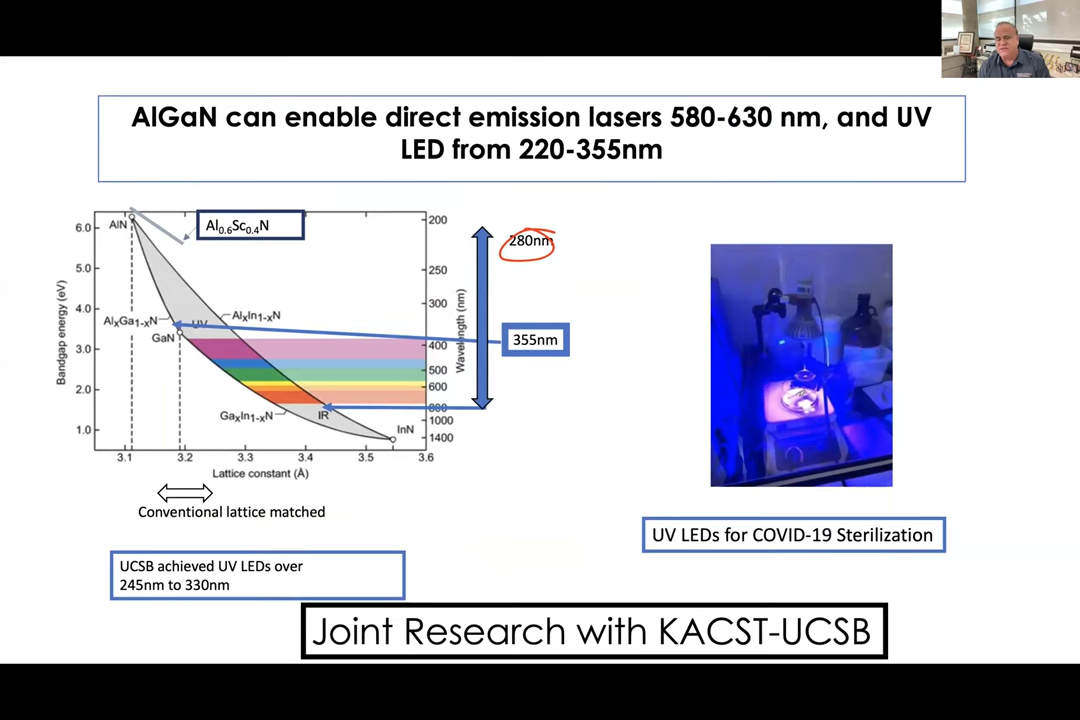 AlGaN can enable direct emission lasers 580-630 nm, and UV
LED from 220-355nm
Al0.6Sc0.4N
AlN
AlxGa1-xN
GaN
UV
AlxIn1-xN
GaxIn1-xN
IR
InN
Bandgap energy (eV)
6.0
5.0
4.0
3.0
2.0
1.0
3.1 3.2 3.3 3.4 3.5 3.6
Lattice constant (Å)
200
250
300
400
500
600
800
1000
1400
Wavelength (nm)
280nm
355nm
Conventional lattice matched
UCSB achieved UV LEDs over
245nm to 330nm
UV LEDs for COVID-19 Sterilization
Joint Research with KACST-UCSB